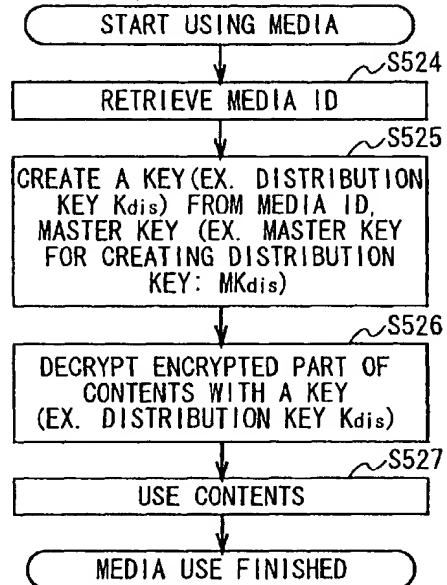 START USING MEDIA
S524
RETRIEVE MEDIA ID
S525
CREATE A KEY(EX. DISTRIBUTION
KEY Kdis) FROM MEDIA ID,
MASTER KEY (EX. MASTER KEY
FOR CREATING DISTRIBUTION
KEY: MKdis)
S526
DECRYPT ENCRYPTED PART OF
CONTENTS WITH A KEY
(EX. DISTRIBUTION KEY Kdis)
S527
USE CONTENTS
MEDIA USE FINISHED